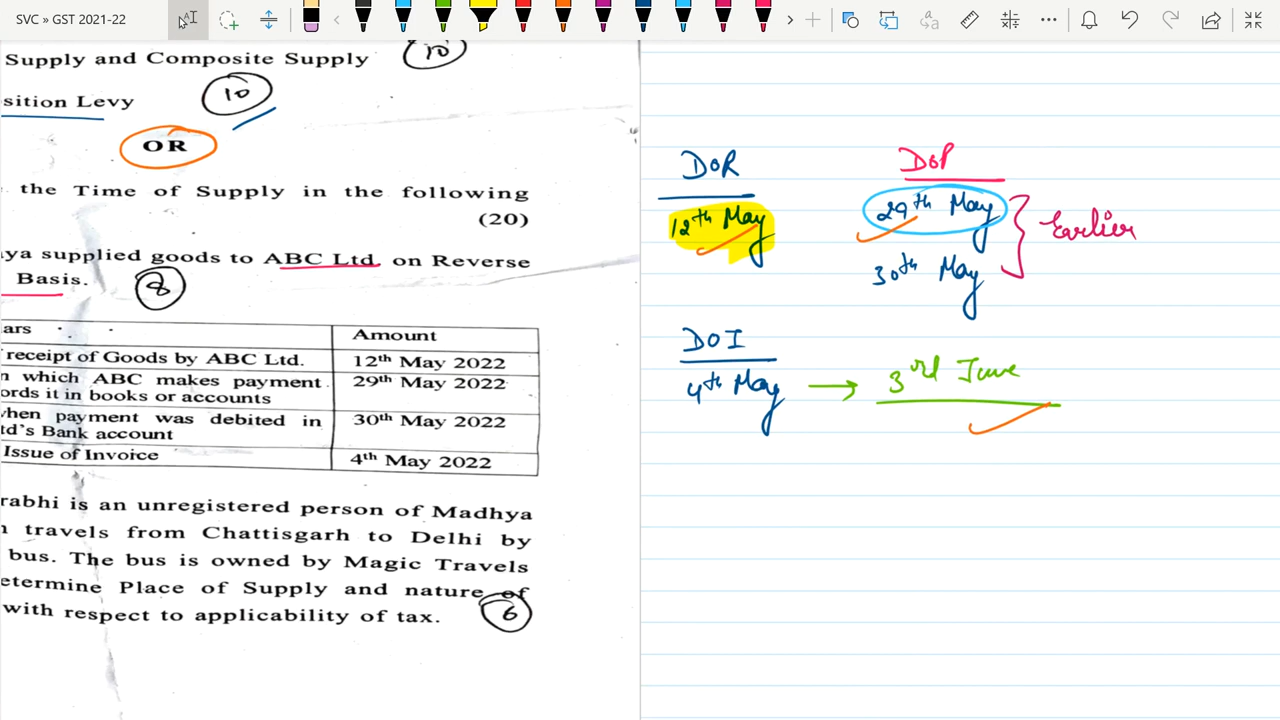 SVC > GST 2021-22
Supply and Composite Supply
10
sition Levy
10
OR
the Time of Supply in the following
(20)
ya supplied goods to ABC Ltd. on Reverse
Basis.
8
ars
Amount
receipt of Goods by ABC Ltd.
12th May 2022
n which ABC makes payment
29th May 2022
ords it in books or accounts
when payment was debited in
30th May 2022
td's Bank account
Issue of Invoice
4th May 2022
rabhi is an unregistered person of Madhya
n travels from Chattisgarh to Delhi by
bus. The bus is owned by Magic Travels
etermine Place of Supply and nature of
with respect to applicability of tax.
6
DOR
DOP
12th May
29th May
Earlier
30th May
DOI
4th May → 3rd June